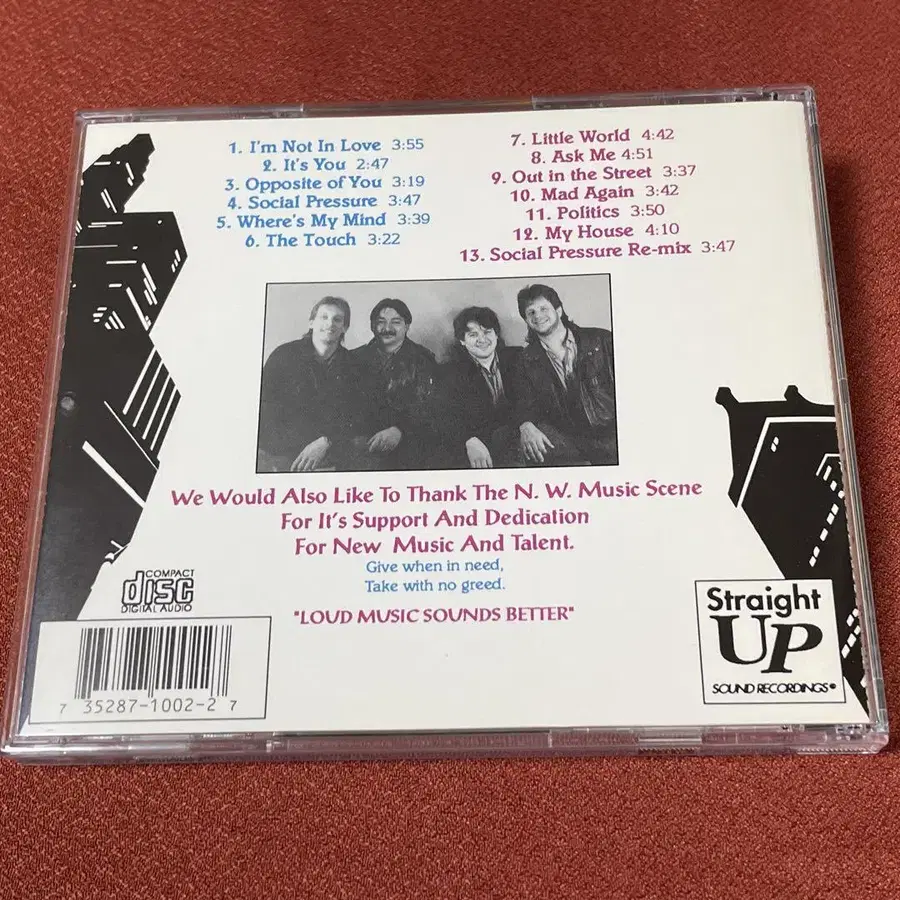 1. I'm Not In Love 3:55
2. It's You 2:47
3. Opposite of You 3:19
4. Social Pressure 3:47
5. Where's My Mind 3:39
6. The Touch 3:22
7. Little World 4:42
8. Ask Me 4:51
9. Out in the Street 3:37
10. Mad Again 3:42
11. Politics 3:50
12. My House 4:10
13. Social Pressure Re-mix 3:47
We Would Also Like To Thank The N. W. Music Scene
For It's Support And Dedication
For New Music And Talent.
Give when in need,
Take with no greed.
"LOUD MUSIC SOUNDS BETTER"
COMPACT
disc
DIGITAL AUDIO
7 35287-1002-2 7
Straight
UP
SOUND RECORDINGS©